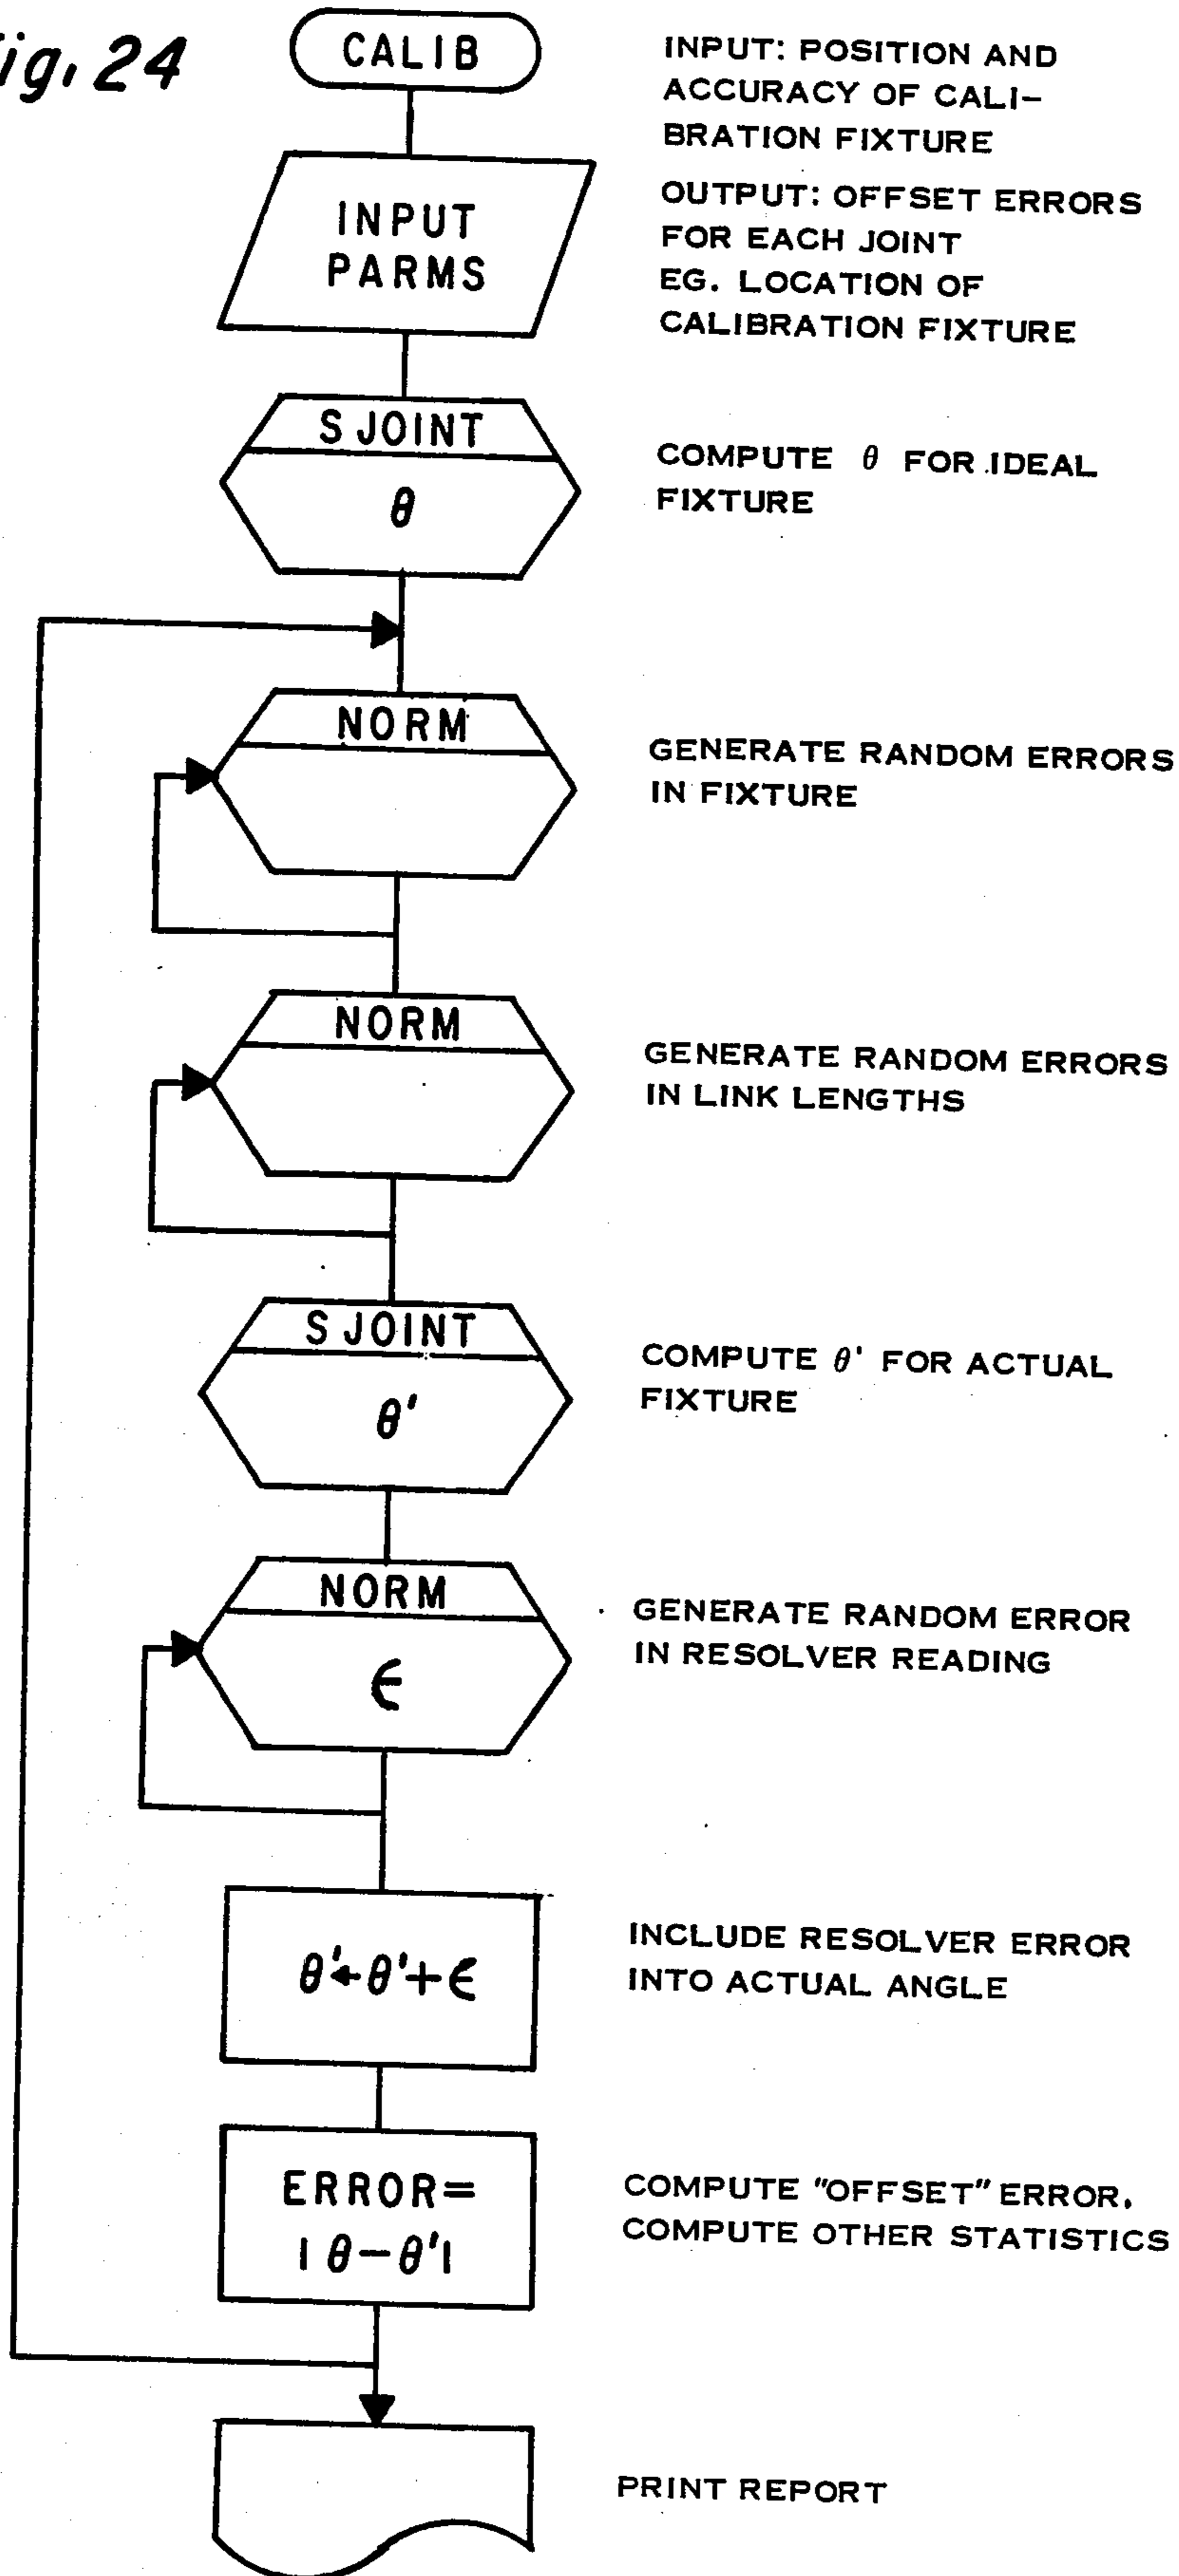 ig. 24
CALIB
INPUT: POSITION AND
ACCURACY OF CALI-
BRATION FIXTURE
INPUT
PARMS
OUTPUT: OFFSET ERRORS
FOR EACH JOINT
EG. LOCATION OF
CALIBRATION FIXTURE
SJOINT
θ
COMPUTE θ FOR IDEAL
FIXTURE
NORM
GENERATE RANDOM ERRORS
IN FIXTURE
NORM
GENERATE RANDOM ERRORS
IN LINK LENGTHS
SJOINT
θ'
COMPUTE θ' FOR ACTUAL
FIXTURE
NORM
ϵ
GENERATE RANDOM ERROR
IN RESOLVER READING
θ'←θ'+ϵ
INCLUDE RESOLVER ERROR
INTO ACTUAL ANGLE
ERROR=
|θ-θ'|
COMPUTE "OFFSET" ERROR.
COMPUTE OTHER STATISTICS
PRINT REPORT